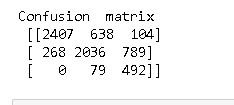 Confusion matrix
[[2407 638 104]
[ 268 2036 789]
[ 0 79 492]]